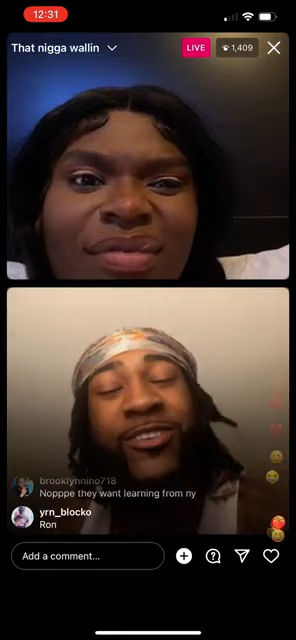 12:31
That nigga wallin
LIVE
1,409
brooklynnino718
Nopppe they want learning from ny
yrn_blocko
Ron
Add a comment...